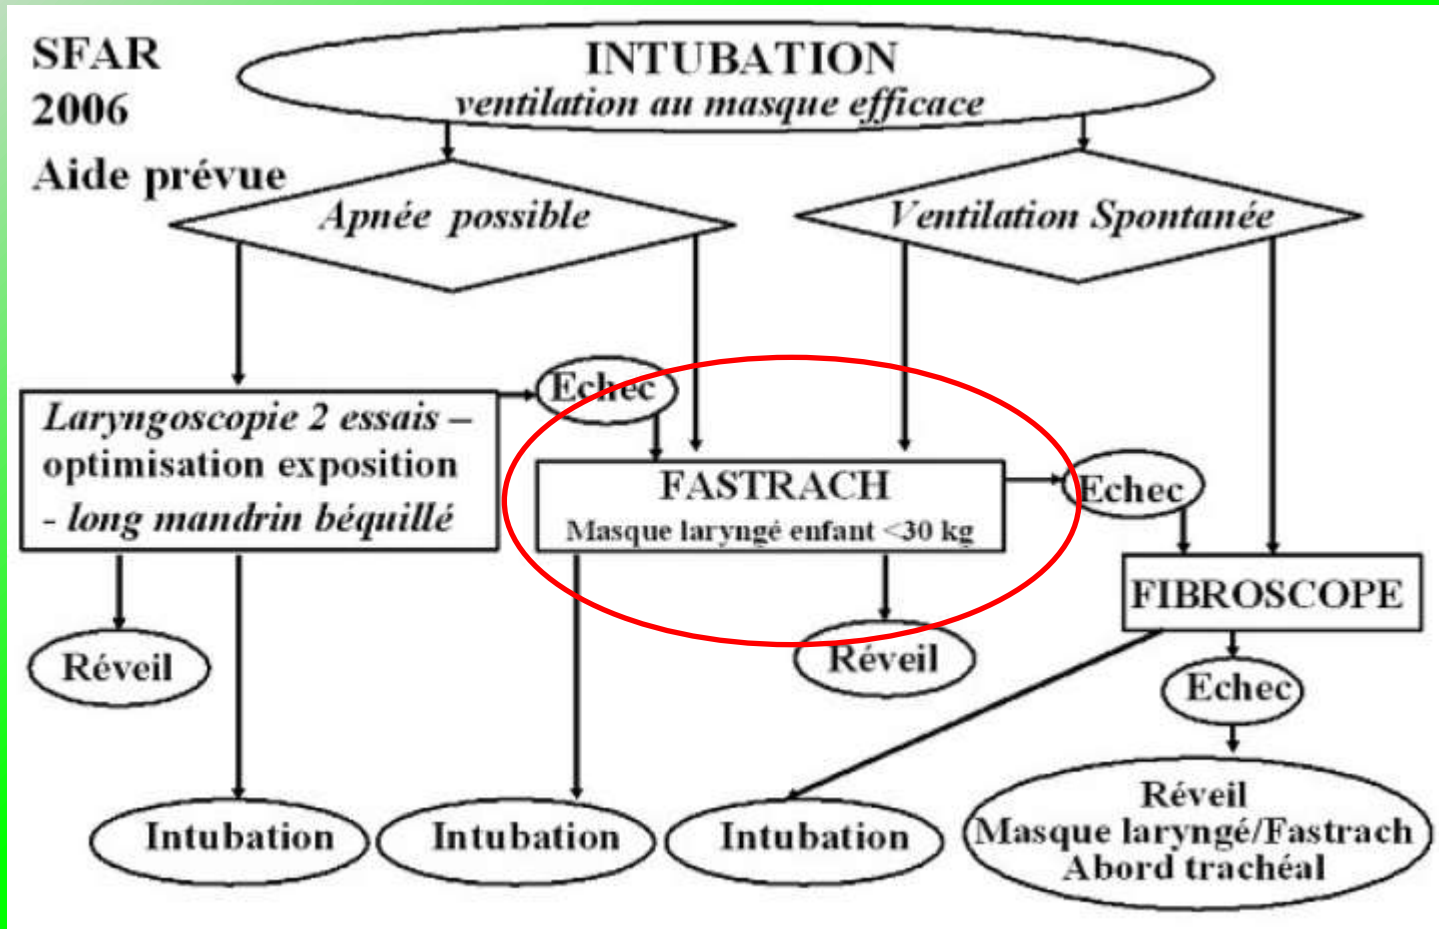 SFAR
2006
Aide prévue
INTUBATION
ventilation au masque efficace
Apnée possible
Ventilation Spontanée
Echec
Laryngoscopie 2 essais –
optimisation exposition
- long mandrin béquillé
FASTRACH
Masque laryngé enfant <30 kg
Echec
FIBROSCOPE
Réveil
Réveil
Echec
Intubation
Intubation
Intubation
Réveil
Masque laryngé/Fastrach
Abord trachéal